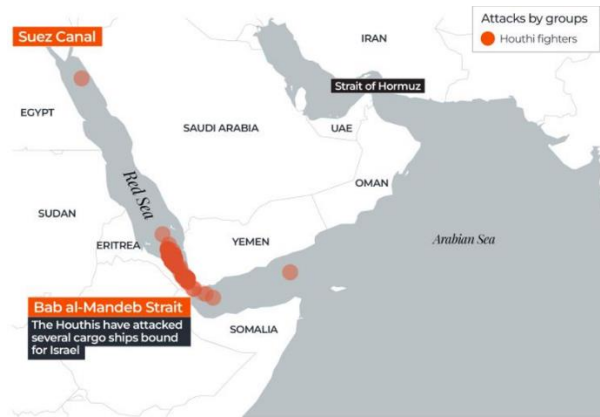 Attacks by groups
Houthi fighters
Suez Canal
IRAN
Strait of Hormuz
EGYPT
SAUDI ARABIA
UAE
OMAN
Red Sea
SUDAN
ERITREA
YEMEN
Arabian Sea
Bab al-Mandeb Strait
The Houthis have attacked
several cargo ships bound
for Israel
SOMALIA